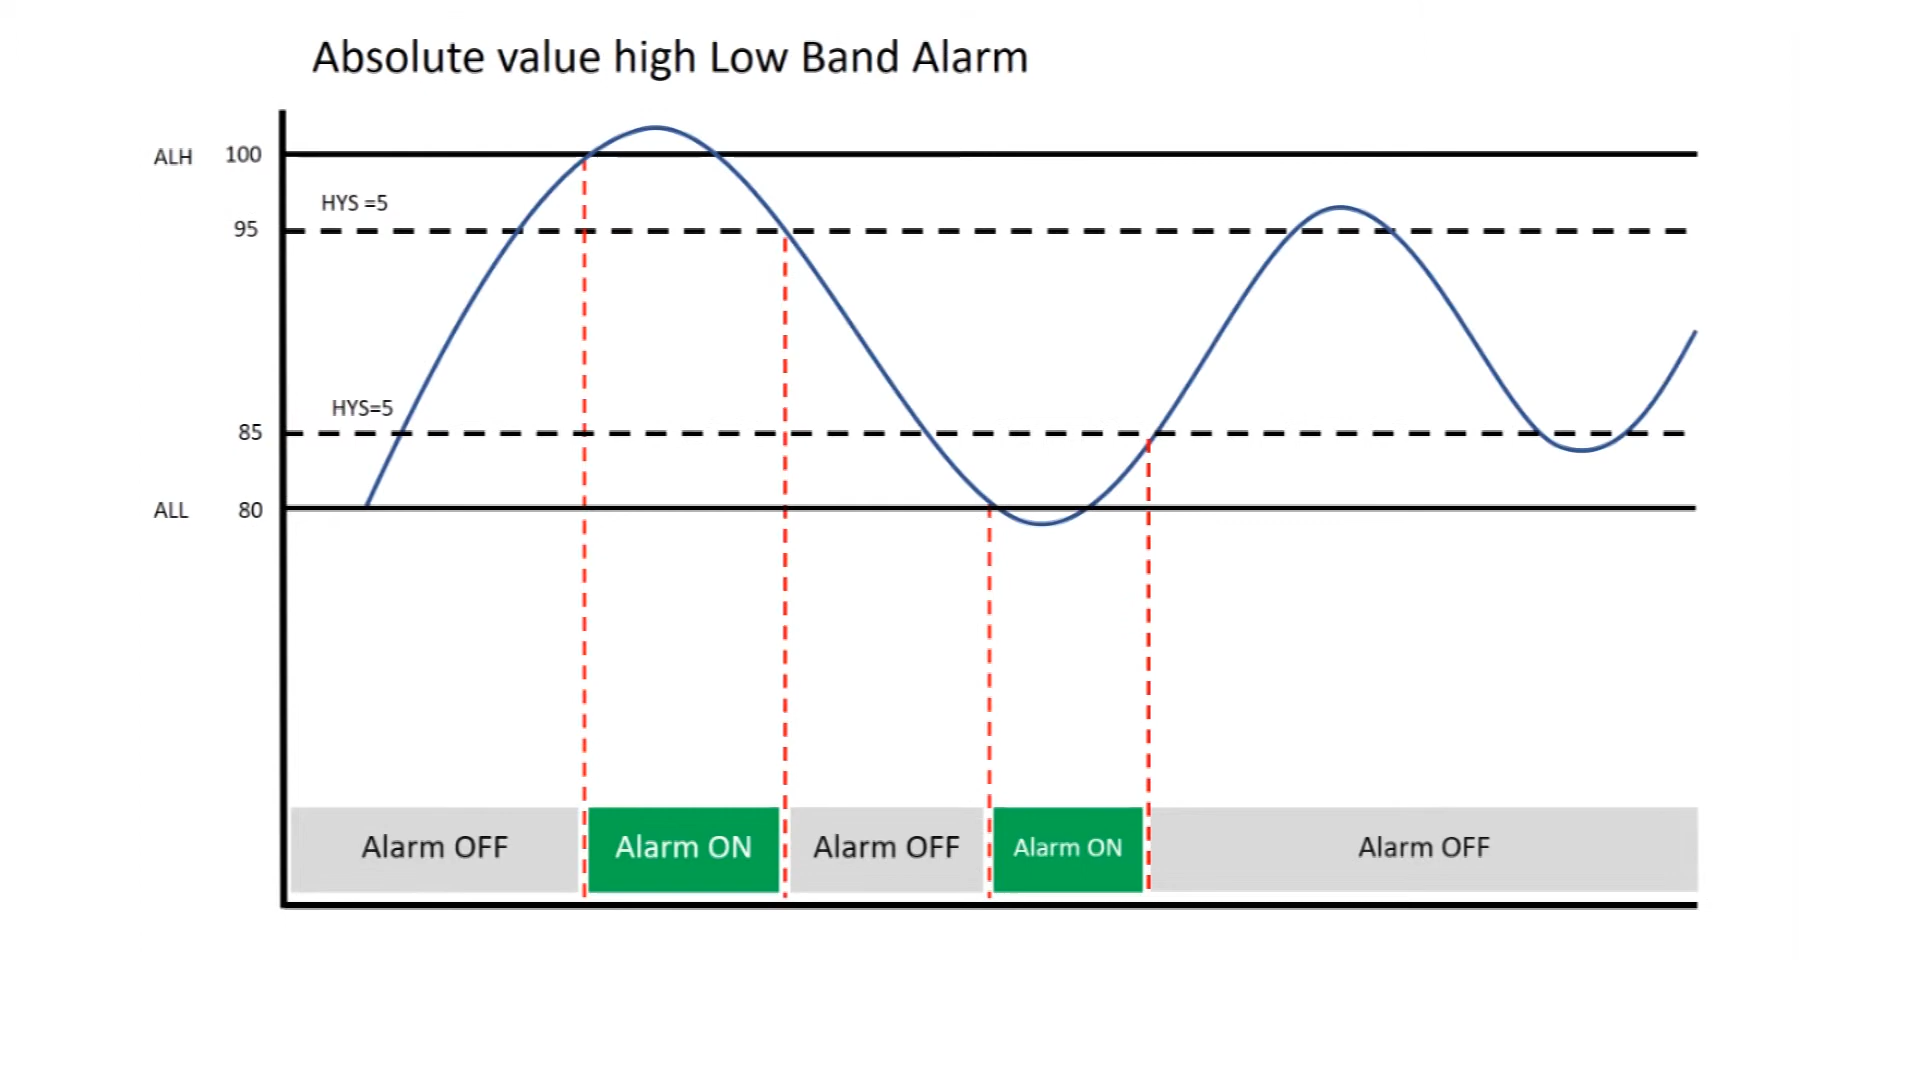 Absolute value high Low Band Alarm
ALH 100
HYS =5
95
HYS=5
85
ALL 80
Alarm OFF Alarm ON Alarm OFF Alarm ON Alarm OFF